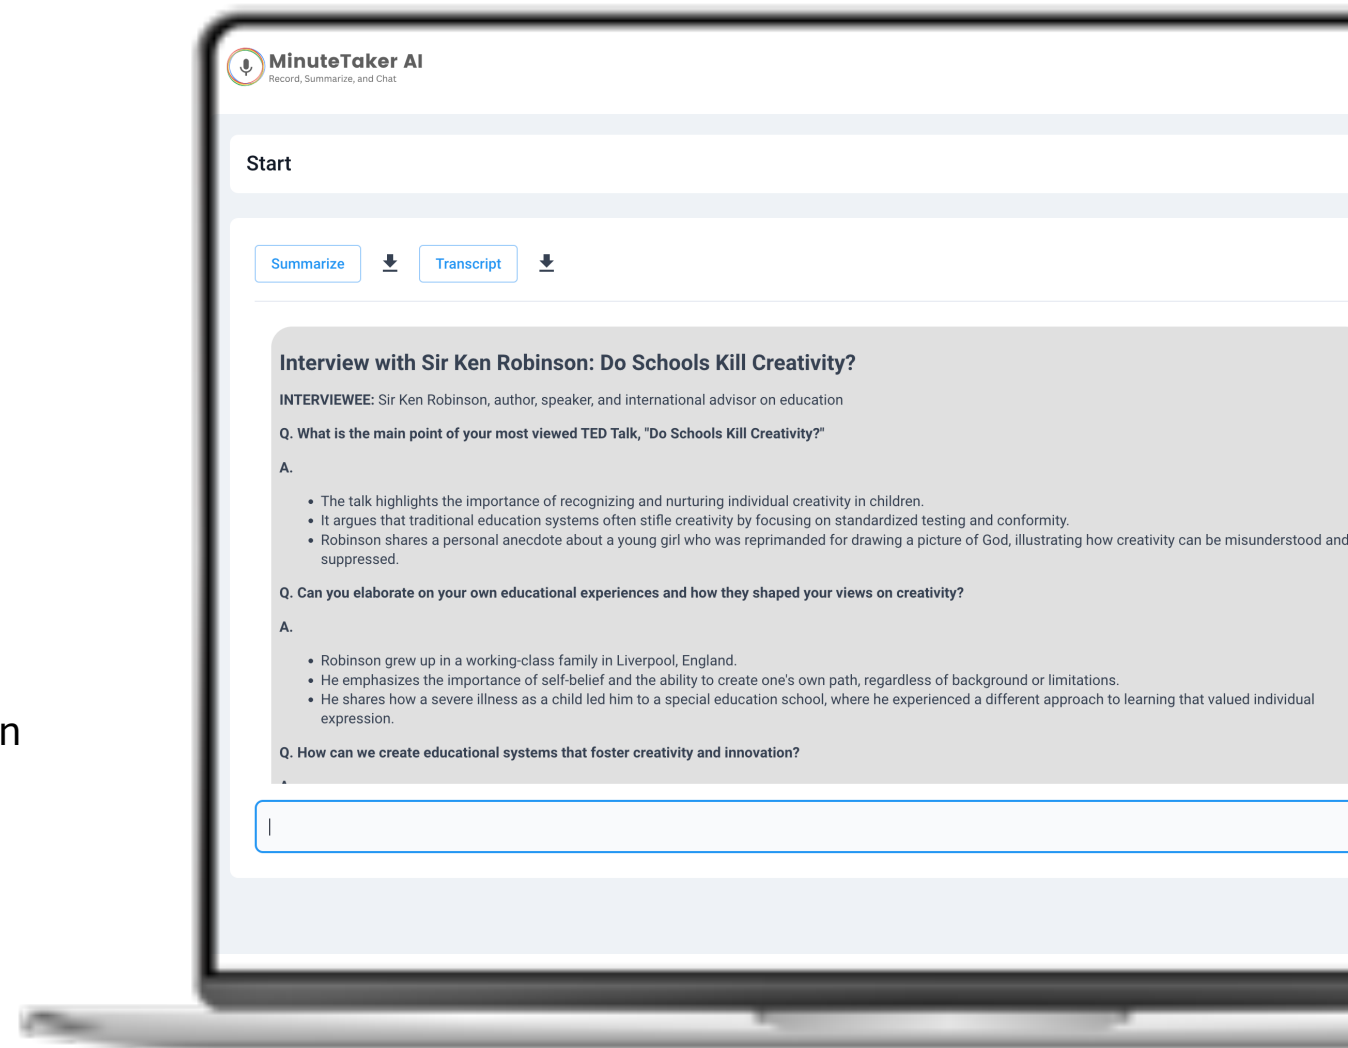 MinuteTaker AI
Record, Summarize, and Chat
Start
Summarize
Transcript
Interview with Sir Ken Robinson: Do Schools Kill Creativity?
INTERVIEWEE: Sir Ken Robinson, author, speaker, and international advisor on education
Q. What is the main point of your most viewed TED Talk, "Do Schools Kill Creativity?"
A.
• The talk highlights the importance of recognizing and nurturing individual creativity in children.
• It argues that traditional education systems often stifle creativity by focusing on standardized testing and conformity.
• Robinson shares a personal anecdote about a young girl who was reprimanded for drawing a picture of God, illustrating how creativity can be misunderstood and
suppressed.
Q. Can you elaborate on your own educational experiences and how they shaped your views on creativity?
A.
• Robinson grew up in a working-class family in Liverpool, England.
• He emphasizes the importance of self-belief and the ability to create one's own path, regardless of background or limitations.
• He shares how a severe illness as a child led him to a special education school, where he experienced a different approach to learning that valued individual
expression.
n
Q. How can we create educational systems that foster creativity and innovation?